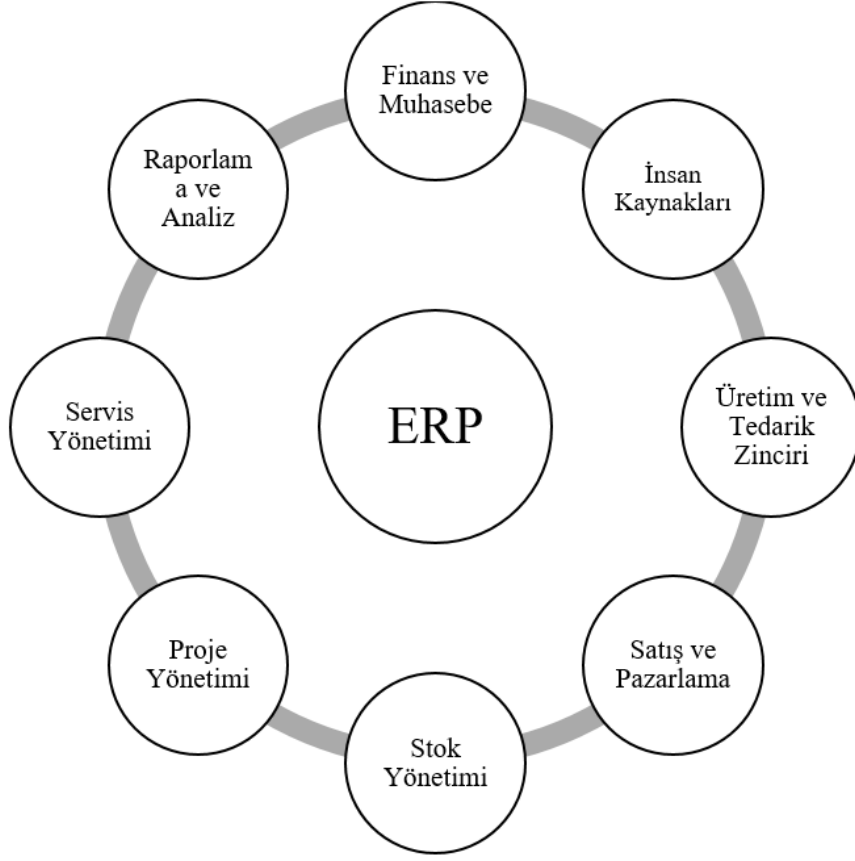 Finans ve
Muhasebe
İnsan
Kaynakları
Üretim ve
Tedarik
Zinciri
Satış ve
Pazarlama
Stok
Yönetimi
Proje
Yönetimi
Servis
Yönetimi
Raporlam
a ve
Analiz
ERP